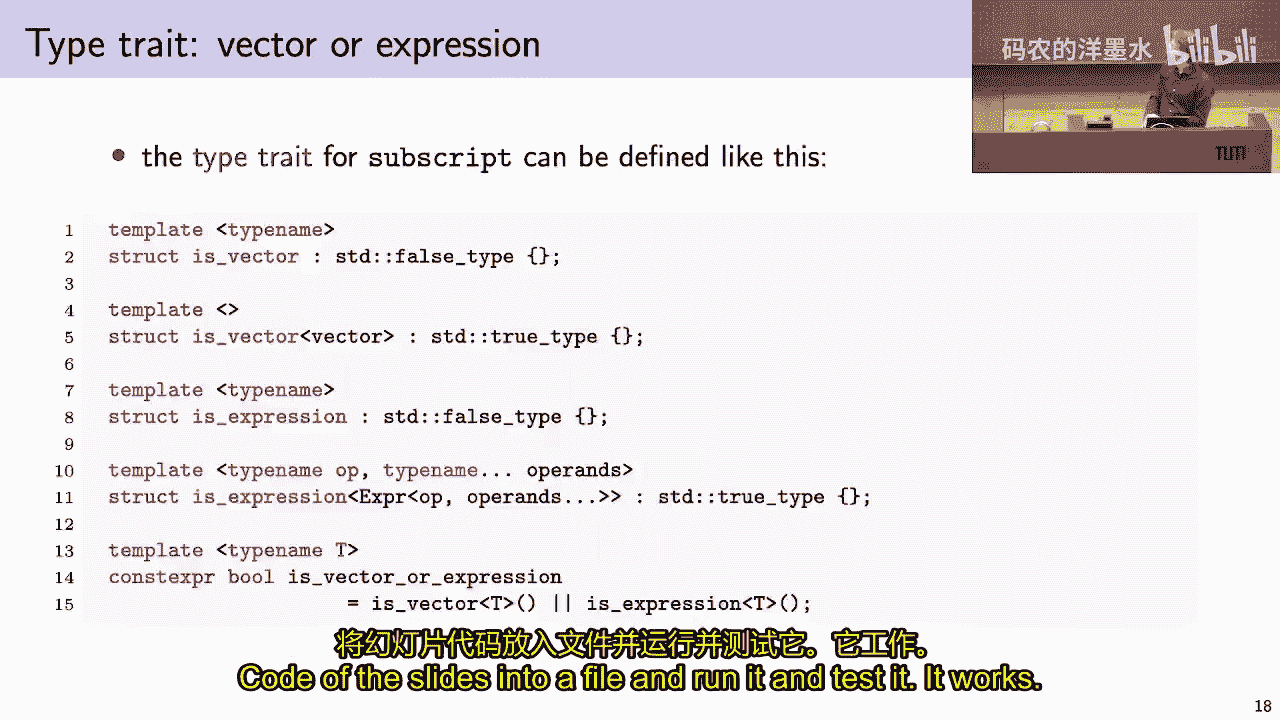 Type trait: vector or expression
码农的洋墨水 bilibili
TUM
• the type trait for subscript can be defined like this:
1 template <typename>
2 struct is_vector : std::false_type {};
3
4 template <>
5 struct is_vector<vector> : std::true_type {};
6
7 template <typename>
8 struct is_expression : std::false_type {};
9
10 template <typename op, typename... operands>
11 struct is_expression<Expr<op, operands...>> : std::true_type {};
12
13 template <typename T>
14 constexpr bool is_vector_or_expression
15 = is_vector<T>() || is_expression<T>();
将幻灯片代码放入文件并运行并测试它。它工作。
Code of the slides into a file and run it and test it. It works.
18